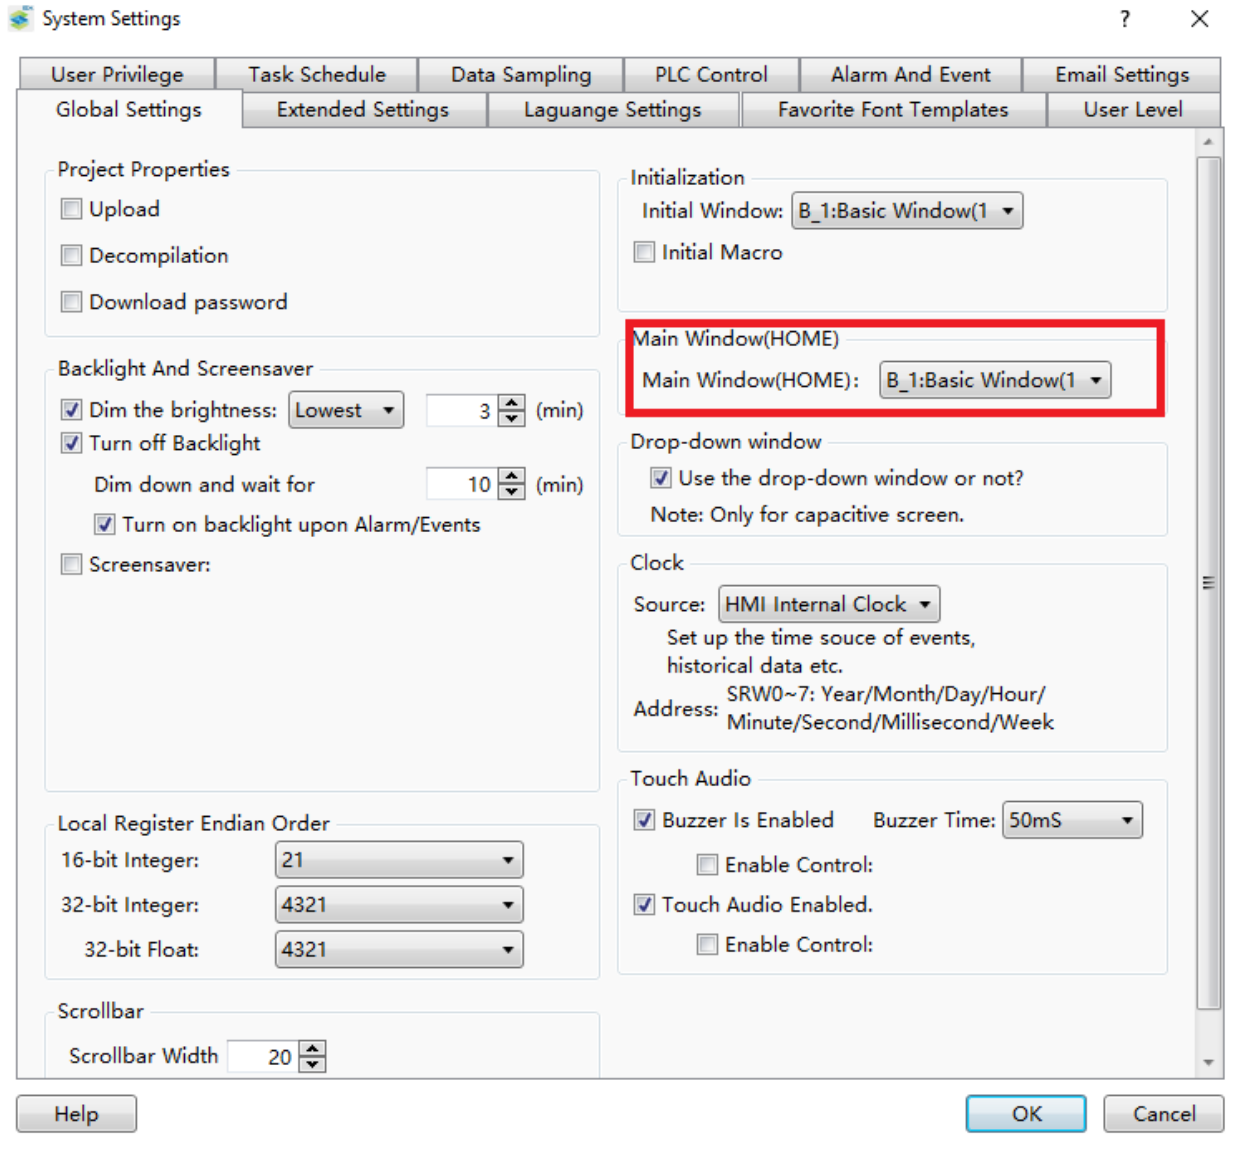 System Settings
?
User Privilege
Task Schedule
Data Sampling
PLC Control
Alarm And Event
Email Settings
Global Settings
Extended Settings
Laguange Settings
Favorite Font Templates
User Level
Project Properties
Upload
Decompilation
Download password
Backlight And Screensaver
Dim the brightness: Lowest 3 (min)
Turn off Backlight
Dim down and wait for 10 (min)
Turn on backlight upon Alarm/Events
Screensaver:
Local Register Endian Order
16-bit Integer: 21
32-bit Integer: 4321
32-bit Float: 4321
Scrollbar
Scrollbar Width 20
Initialization
Initial Window: B_1:Basic Window(1
Initial Macro
Main Window(HOME)
Main Window(HOME): B_1:Basic Window(1
Drop-down window
Use the drop-down window or not?
Note: Only for capacitive screen.
Clock
Source: HMI Internal Clock
Set up the time souce of events,
historical data etc.
Address: SRW0~7: Year/Month/Day/Hour/
Minute/Second/Millisecond/Week
Touch Audio
Buzzer Is Enabled Buzzer Time: 50mS
Enable Control:
Touch Audio Enabled.
Enable Control:
Help
OK
Cancel